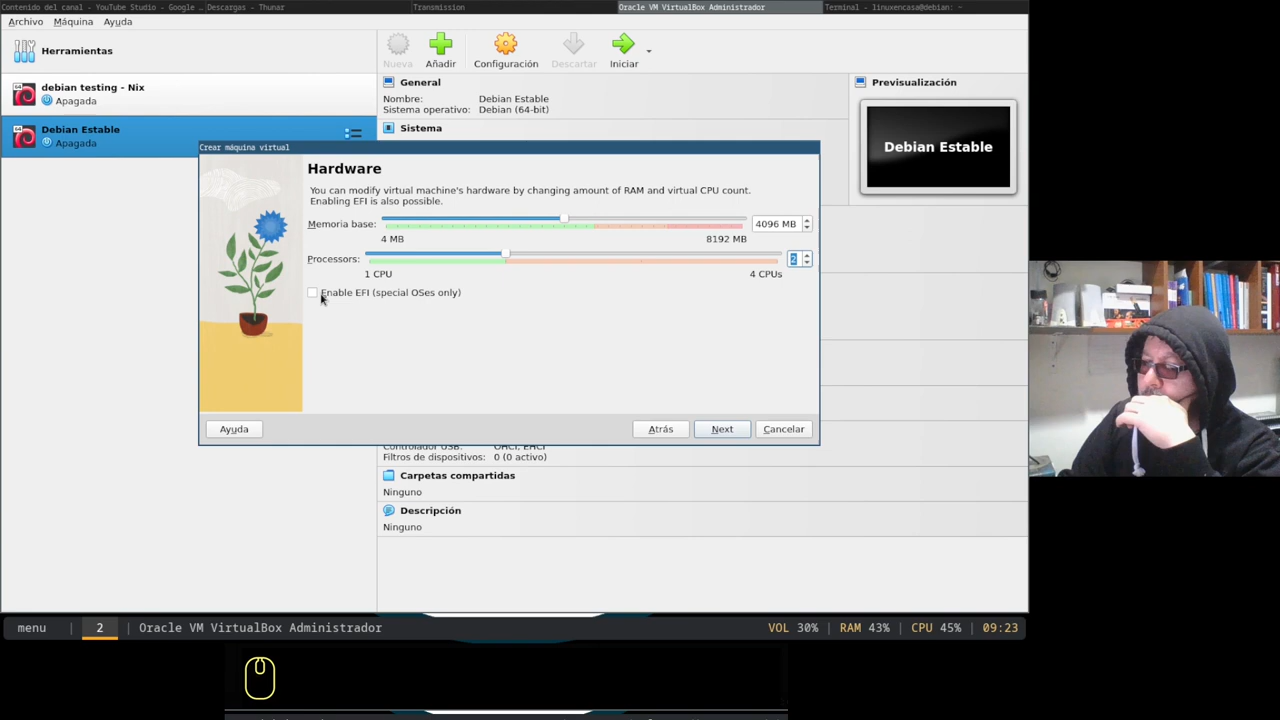 Contenido del canal - YouTube Studio - Google ...
Descargas - Thunar
Transmission
Oracle VM VirtualBox Administrador
Terminal - linuxencasa@debian: ~
Archivo Máquina Ayuda
Herramientas
Nueva
Añadir
Configuración
Descartar
Iniciar
debian testing - Nix
Apagada
Debian Estable
Apagada
General
Nombre: Debian Estable
Sistema operativo: Debian (64-bit)
Sistema
Previsualización
Debian Estable
Crear máquina virtual
Hardware
You can modify virtual machine's hardware by changing amount of RAM and virtual CPU count.
Enabling EFI is also possible.
Memoria base: 4096 MB
4 MB 8192 MB
Processors: 2
1 CPU 4 CPUs
Enable EFI (special OSes only)
Ayuda Atrás Next Cancelar
Controlador USB: OHCI, EHCI
Filtros de dispositivos: 0 (0 activo)
Carpetas compartidas
Ninguno
Descripción
Ninguno
menu | 2 | Oracle VM VirtualBox Administrador
VOL 30% | RAM 43% | CPU 45% | 09:23